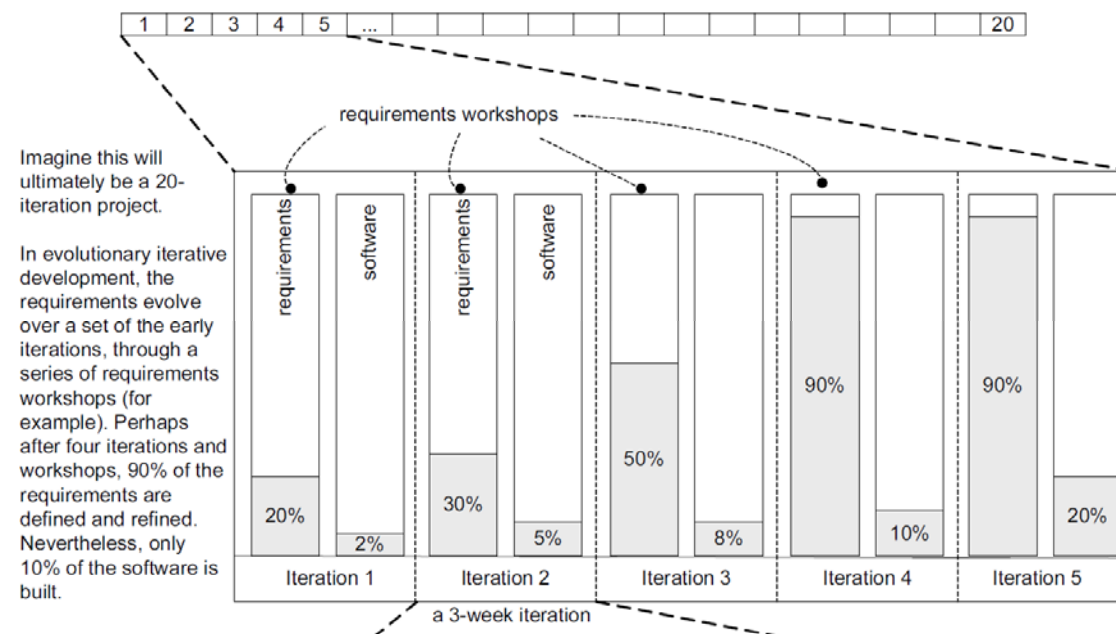 1 2 3 4 5 ... 20
requirements workshops
Imagine this will
ultimately be a 20-
iteration project.
In evolutionary iterative
development, the
requirements evolve
over a set of the early
iterations, through a
series of requirements
workshops (for
example). Perhaps
after four iterations and
workshops, 90% of the
requirements are
defined and refined.
Nevertheless, only
10% of the software is
built.
requirements
software
requirements
software
20%
2%
30%
5%
50%
8%
90%
10%
90%
20%
Iteration 1
Iteration 2
Iteration 3
Iteration 4
Iteration 5
a 3-week iteration